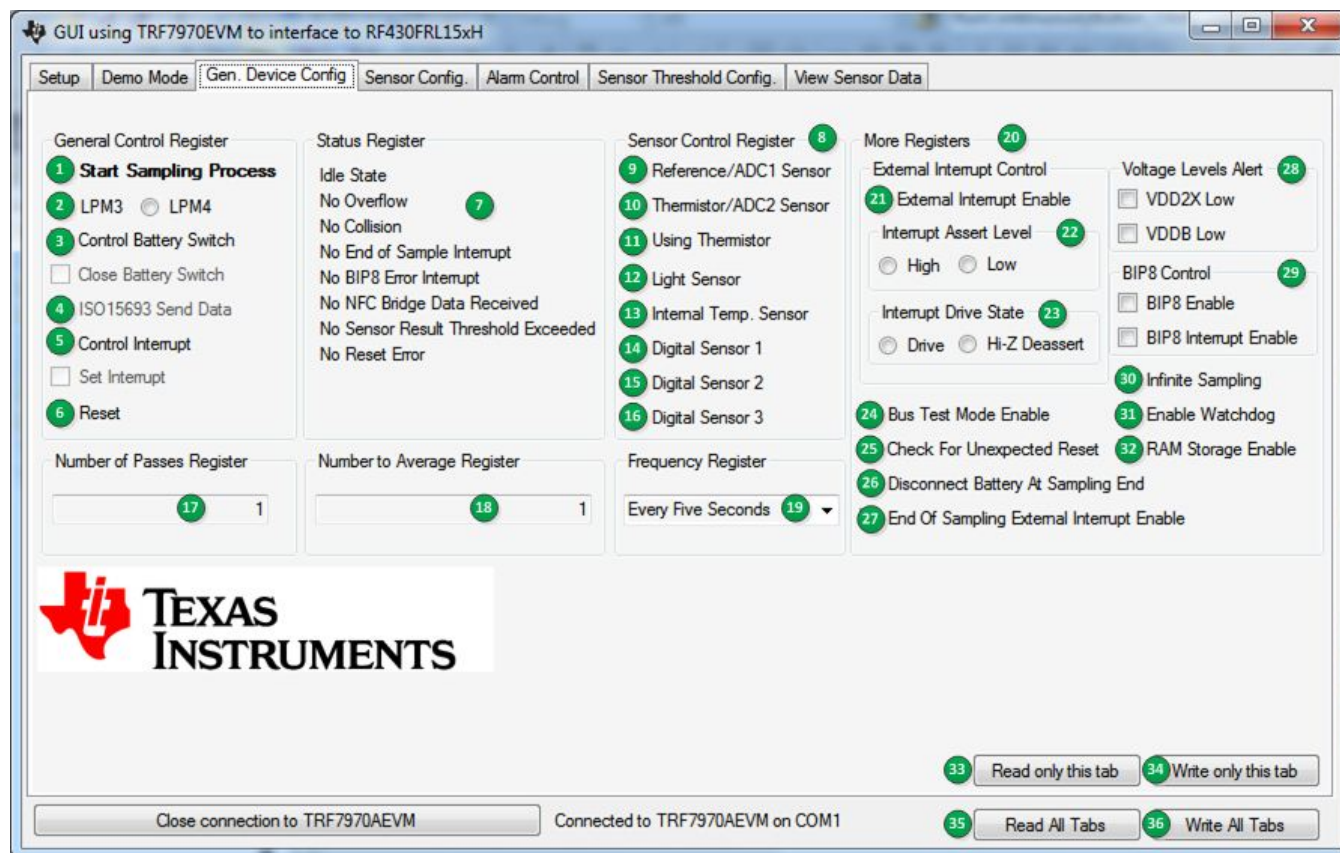 GUI using TRF7970EVM to interface to RF430FRL15xH
Setup Demo Mode Gen. Device Config Sensor Config. Alarm Control Sensor Threshold Config. View Sensor Data
General Control Register
1 Start Sampling Process
2 LPM3 LPM4
3 Control Battery Switch
Close Battery Switch
4 ISO15693 Send Data
5 Control Interrupt
Set Interrupt
6 Reset
Status Register
Idle State
No Overflow
7
No Collision
No End of Sample Interrupt
No BIP8 Error Interrupt
No NFC Bridge Data Received
No Sensor Result Threshold Exceeded
No Reset Error
Sensor Control Register 8
9 Reference/ADC1 Sensor
10 Thermistor/ADC2 Sensor
11 Using Thermistor
12 Light Sensor
13 Internal Temp. Sensor
14 Digital Sensor 1
15 Digital Sensor 2
16 Digital Sensor 3
More Registers 20
External Interrupt Control
21 External Interrupt Enable
Interrupt Assert Level 22
High Low
Interrupt Drive State 23
Drive Hi-Z Deassert
Voltage Levels Alert 28
VDD2X Low
VDDB Low
BIP8 Control 29
BIP8 Enable
BIP8 Interrupt Enable
30 Infinite Sampling
24 Bus Test Mode Enable
31 Enable Watchdog
25 Check For Unexpected Reset
32 RAM Storage Enable
26 Disconnect Battery At Sampling End
27 End Of Sampling External Interrupt Enable
Number of Passes Register
17 1
Number to Average Register
18 1
Frequency Register
Every Five Seconds 19
TEXAS
INSTRUMENTS
33 Read only this tab 34 Write only this tab
Close connection to TRF7970AEVM Connected to TRF7970AEVM on COM1 35 Read All Tabs 36 Write All Tabs